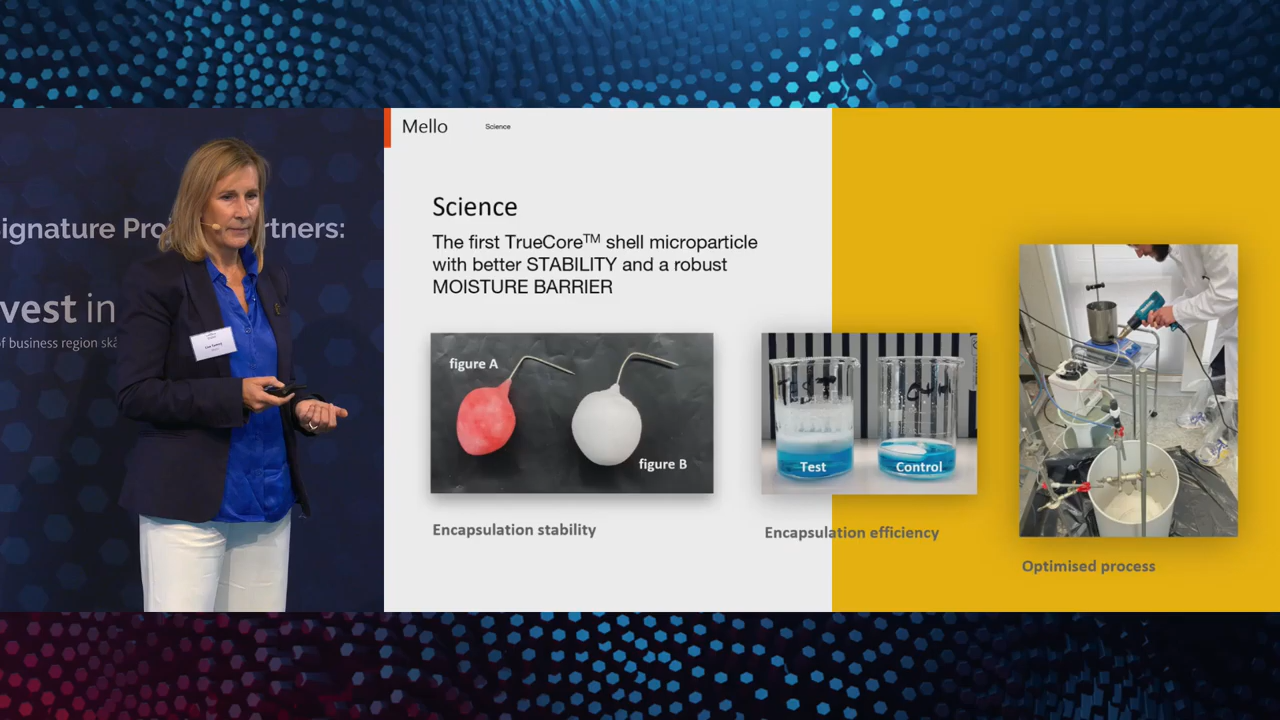 ignature Pro
rtners:
vest in
of business region skå
Mello
Science
Science
The first TrueCore™ shell microparticle
with better STABILITY and a robust
MOISTURE BARRIER
figure A
figure B
Test
Control
Encapsulation stability
Encapsulation efficiency
Optimised process